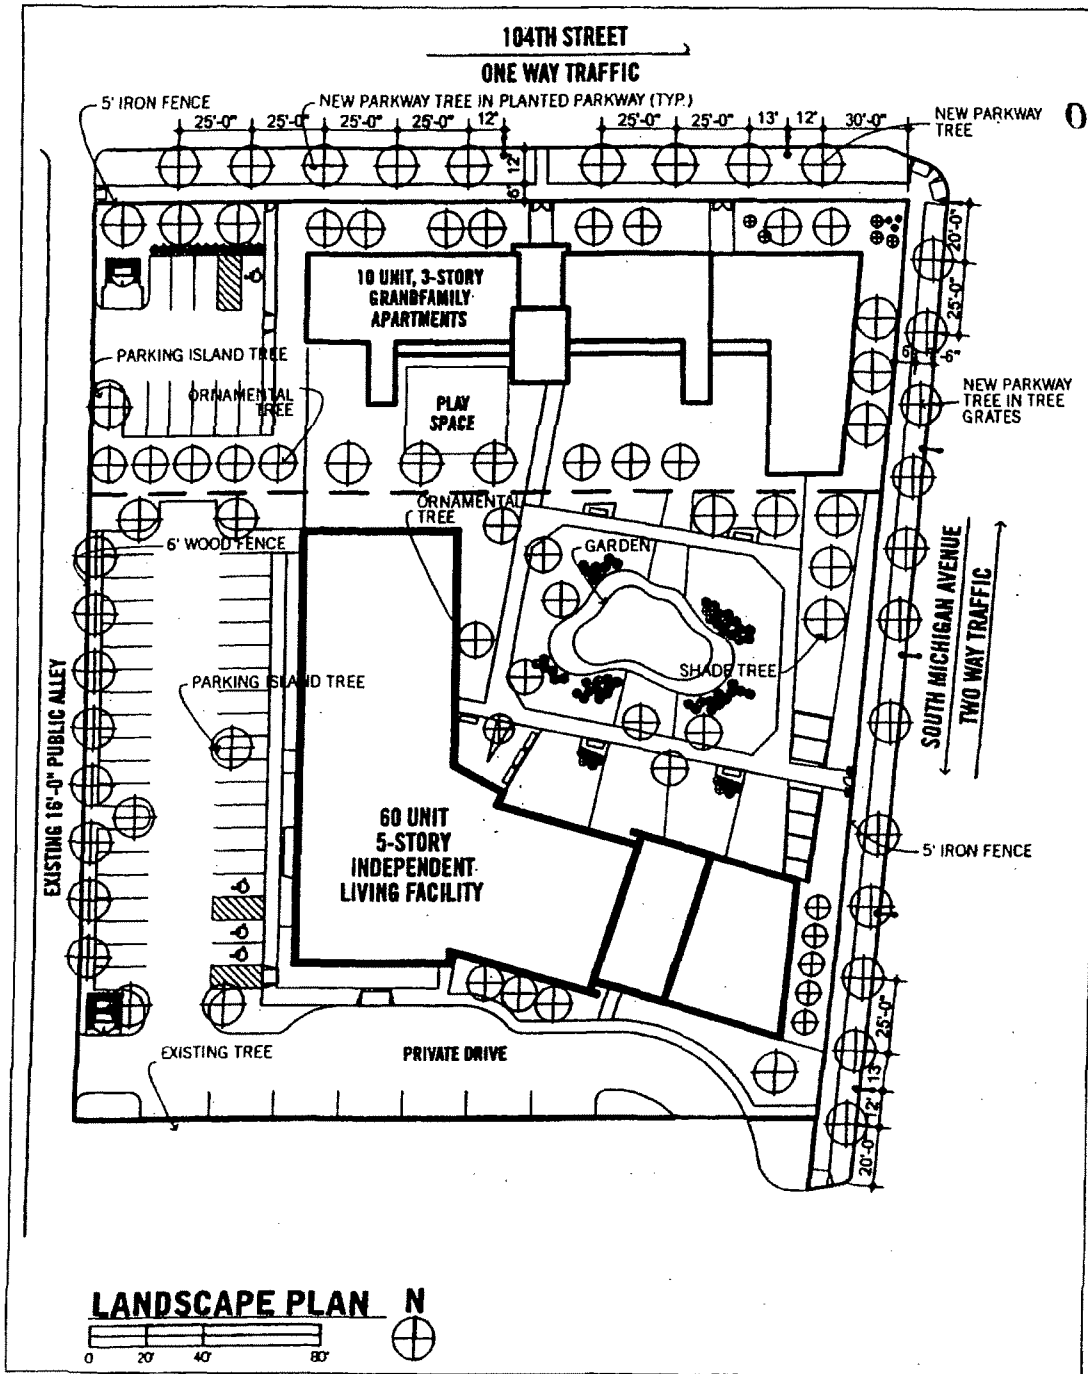 104TH STREET
ONE WAY TRAFFIC
5' IRON FENCE
NEW PARKWAY TREE IN PLANTED PARKWAY (TYP.)
25'-0" 25'-0" 25'-0" 25'-0" 12' 25'-0" 25'-0" 13' 12' 30'-0"
NEW PARKWAY
TREE
12'
6'
20'-0"
25'-0"
10 UNIT, 3-STORY
GRANDFAMILY
APARTMENTS
PARKING ISLAND TREE
ORNAMENTAL
TREE
PLAY
SPACE
NEW PARKWAY
TREE IN TREE
GRATES
ORNAMENTAL
TREE
6' WOOD FENCE
GARDEN
SHADE TREE
PARKING ISLAND TREE
EXISTING 16'-0" PUBLIC ALLEY
SOUTH MICHIGAN AVENUE
TWO WAY TRAFFIC
60 UNIT
5-STORY
INDEPENDENT
LIVING FACILITY
5' IRON FENCE
25'-0"
13'
12'
20'-0"
EXISTING TREE
PRIVATE DRIVE
LANDSCAPE PLAN N
0 20' 40' 80'